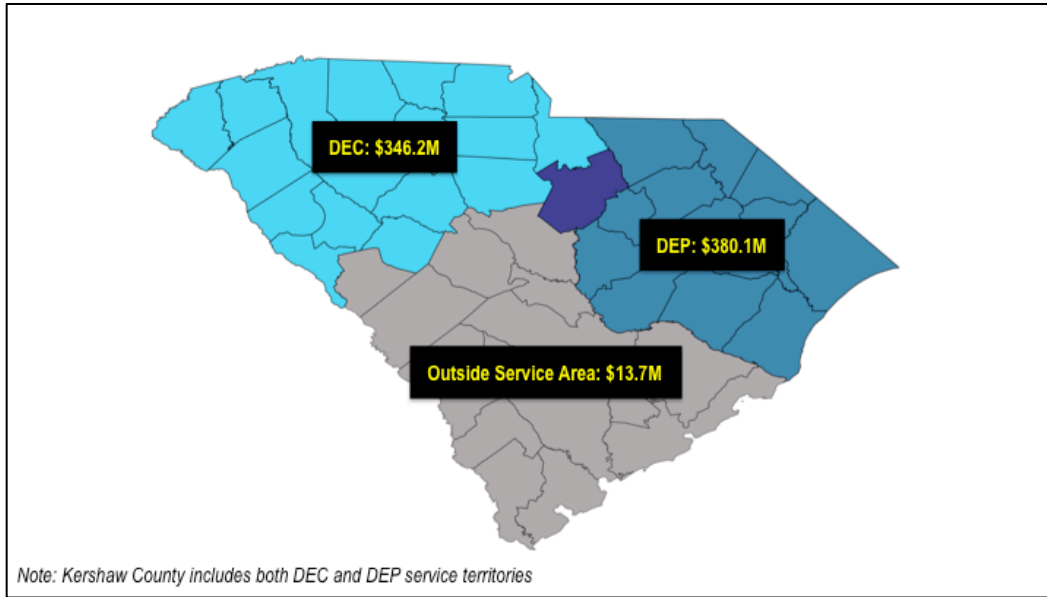 DEC: $346.2M
DEP: $380.1M
Outside Service Area: $13.7M
Note: Kershaw County includes both DEC and DEP service territories